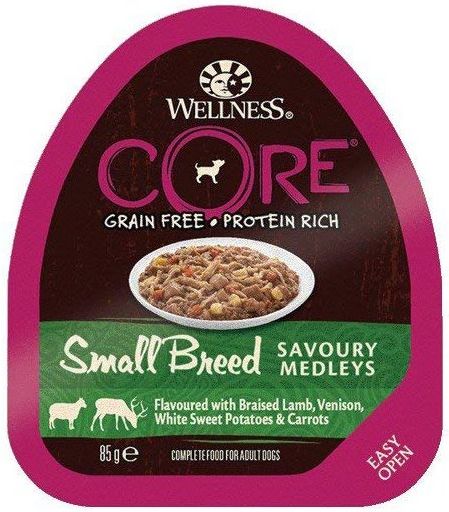 WELLNESS®
CORE®
GRAIN FREE • PROTEIN RICH
Small Breed
SAVOURY
MEDLEYS
Flavoured with Braised Lamb, Venison,
White Sweet Potatoes & Carrots
85g℮
COMPLETE FOOD FOR ADULT DOGS
EASY
OPEN